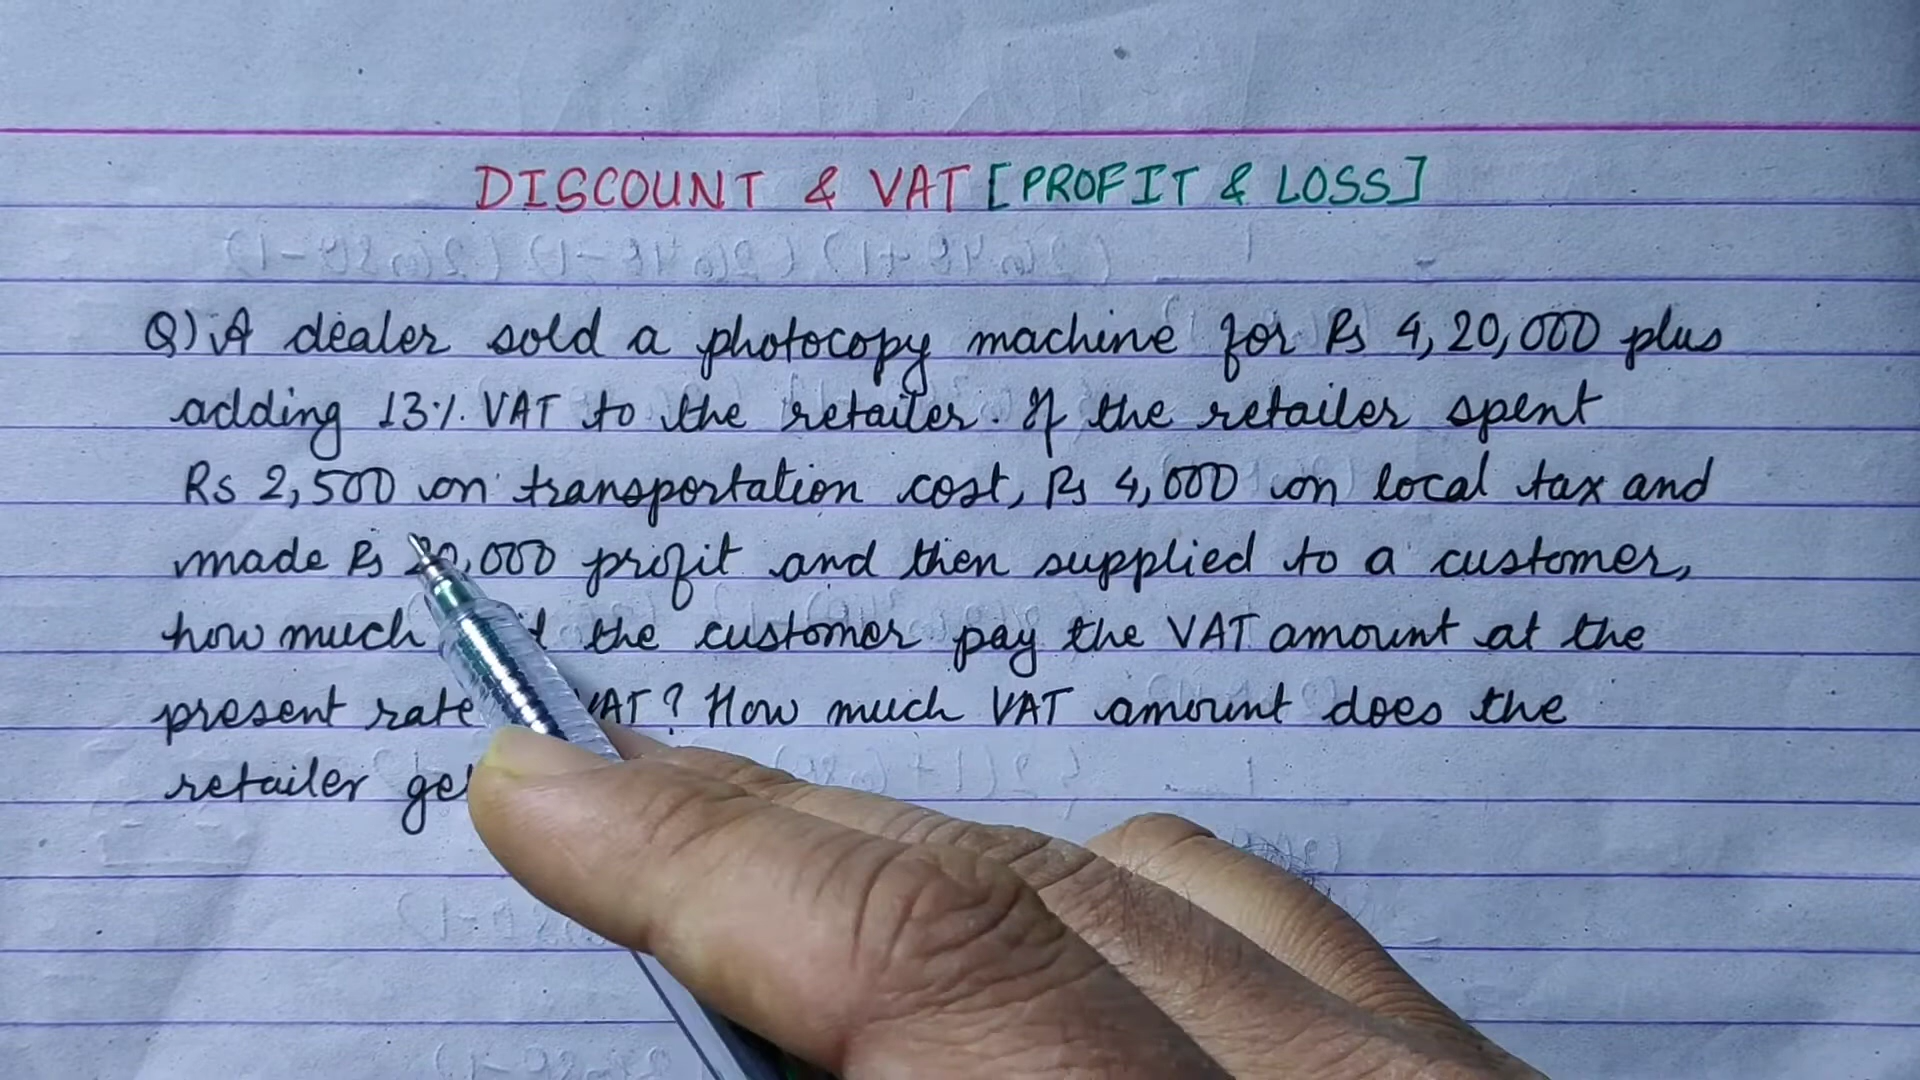 DISCOUNT & VAT [PROFIT & LOSS]
Q) A dealer sold a photocopy machine for Rs 4,20,000 plus
adding 13% VAT to the retailer. If the retailer spent
Rs 2,500 on transportation cost, Rs 4,000 on local tax and
made Rs ,000 profit and then supplied to a customer,
how much the customer pay the VAT amount at the
present rate VAT? How much VAT amount does the
retailer